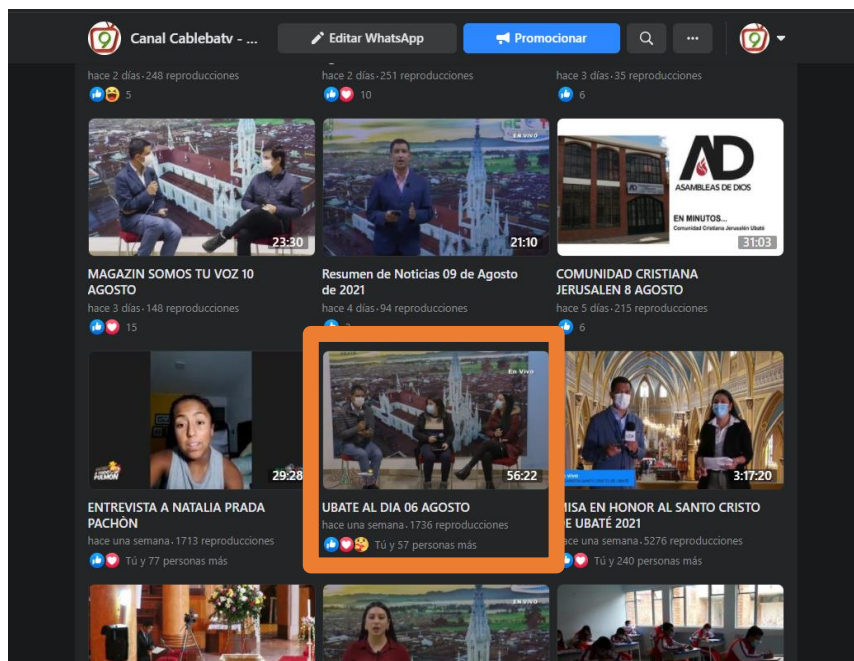 Canal Cablebatv - ...
Editar WhatsApp
Promocionar
hace 2 días·248 reproducciones
5
hace 2 días·251 reproducciones
10
hace 3 días·35 reproducciones
6
23:30
MAGAZIN SOMOS TU VOZ 10
AGOSTO
hace 3 días·148 reproducciones
15
EN VIVO
21:10
Resumen de Noticias 09 de Agosto
de 2021
hace 4 días·94 reproducciones
AD
ASAMBLEAS DE DIOS
EN MINUTOS...
Comunidad Cristiana Jerusalén Ubaté
31:03
COMUNIDAD CRISTIANA
JERUSALEN 8 AGOSTO
hace 5 días·215 reproducciones
6
PULMÓN
29:28
ENTREVISTA A NATALIA PRADA
PACHÒN
hace una semana·1713 reproducciones
Tú y 77 personas más
En Vivo
56:22
UBATE AL DIA 06 AGOSTO
hace una semana·1736 reproducciones
Tú y 57 personas más
3:17:20
MISA EN HONOR AL SANTO CRISTO
DE UBATÉ 2021
hace una semana·5276 reproducciones
Tú y 240 personas más
EN VIVO